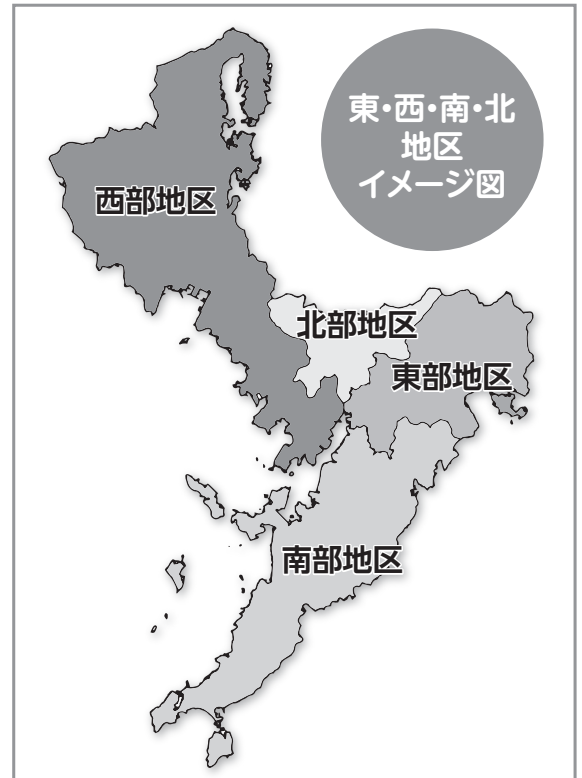 東・西・南・北
地区
イメージ図
西部地区
北部地区
東部地区
南部地区